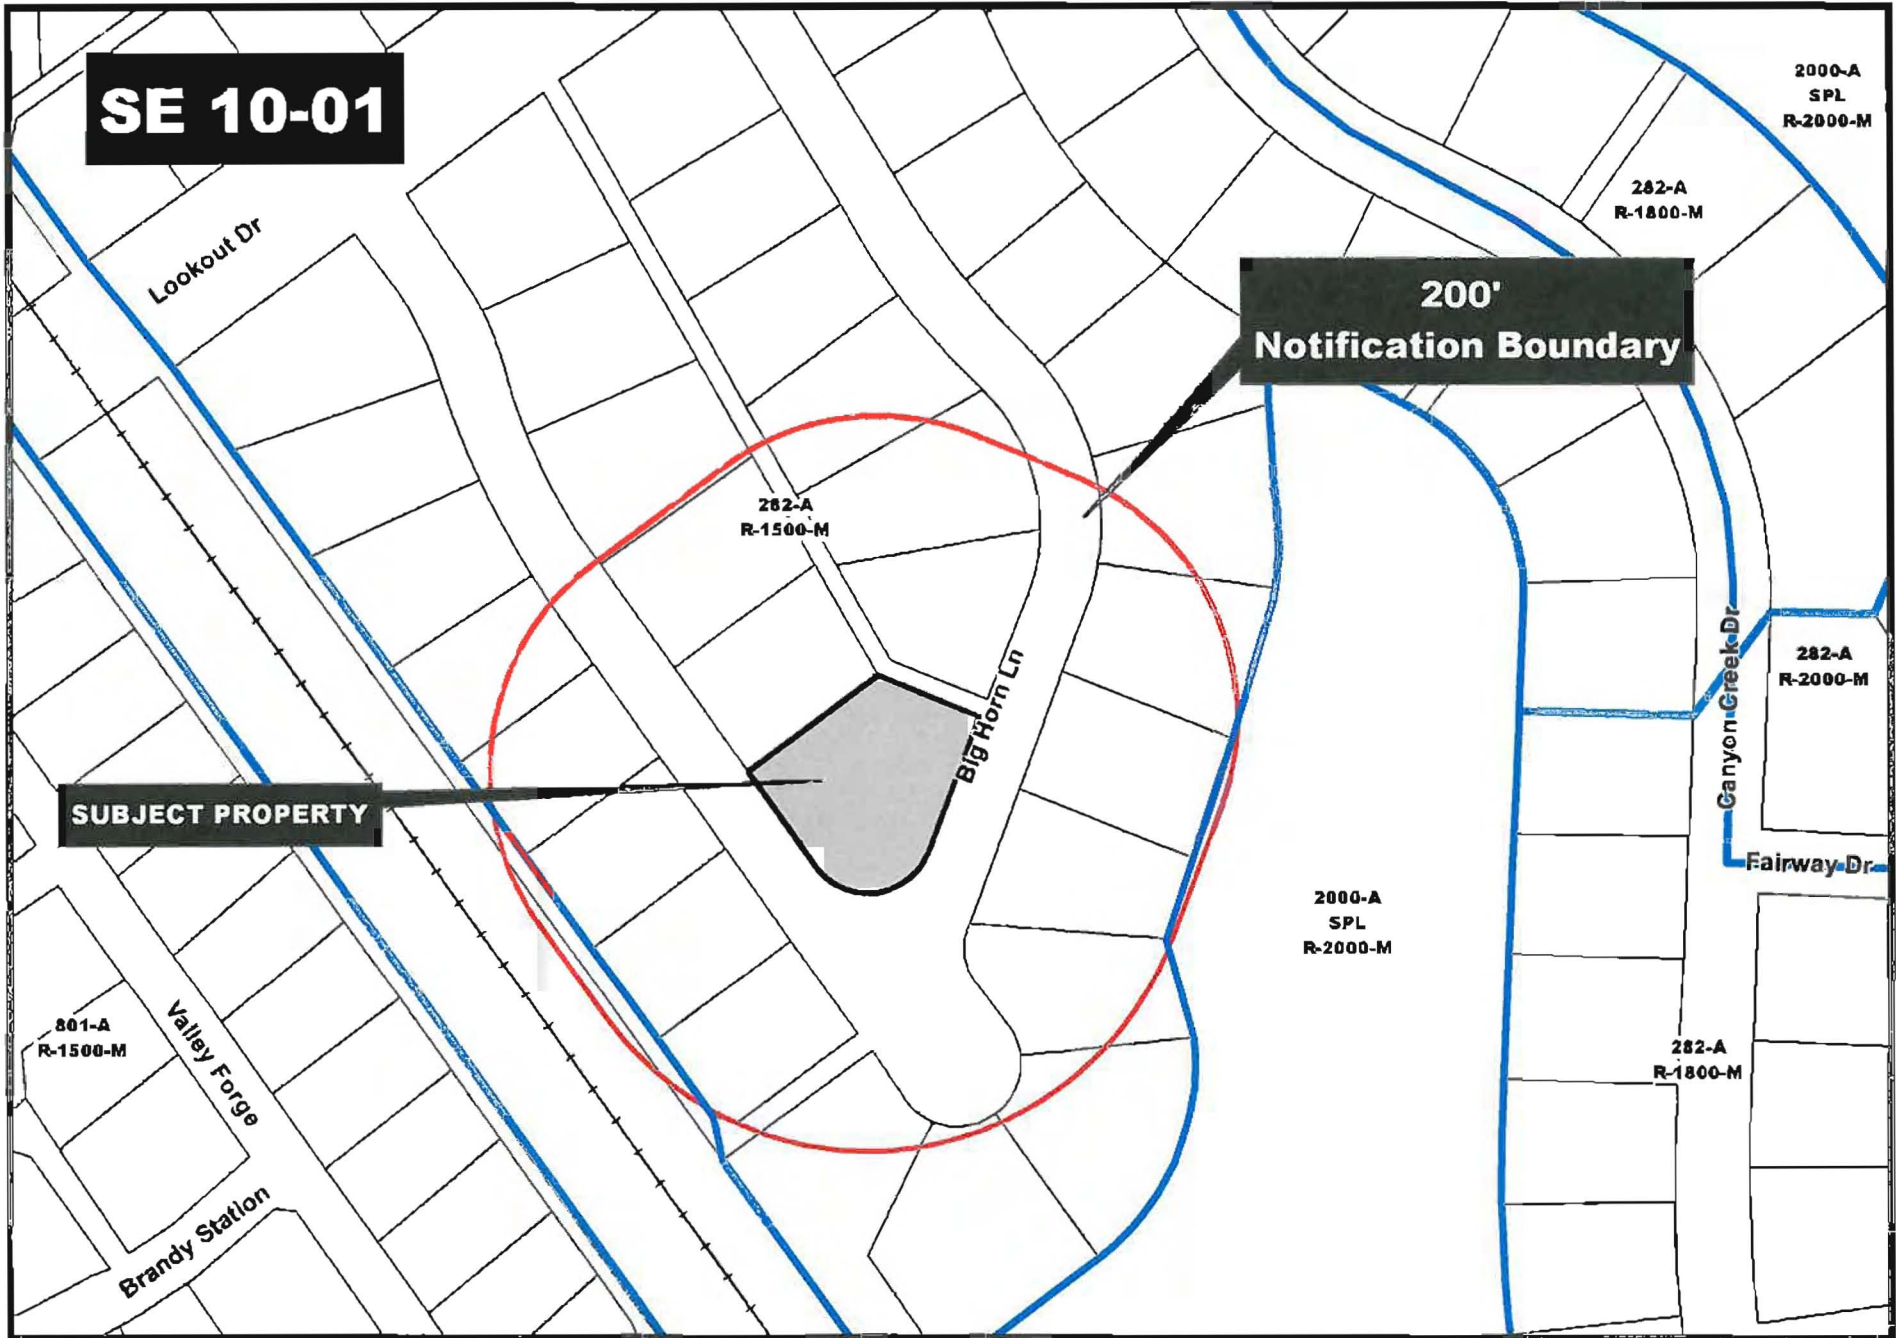 SE 10-01
2000-A
SPL
R-2000-M
282-A
R-1800-M
Lookout Dr
200'
Notification Boundary
282-A
R-1500-M
Big Horn Ln
Canyon Creek Dr
282-A
R-2000-M
SUBJECT PROPERTY
Fairway Dr
2000-A
SPL
R-2000-M
801-A
R-1500-M
Valley Forge
282-A
R-1800-M
Brandy Station